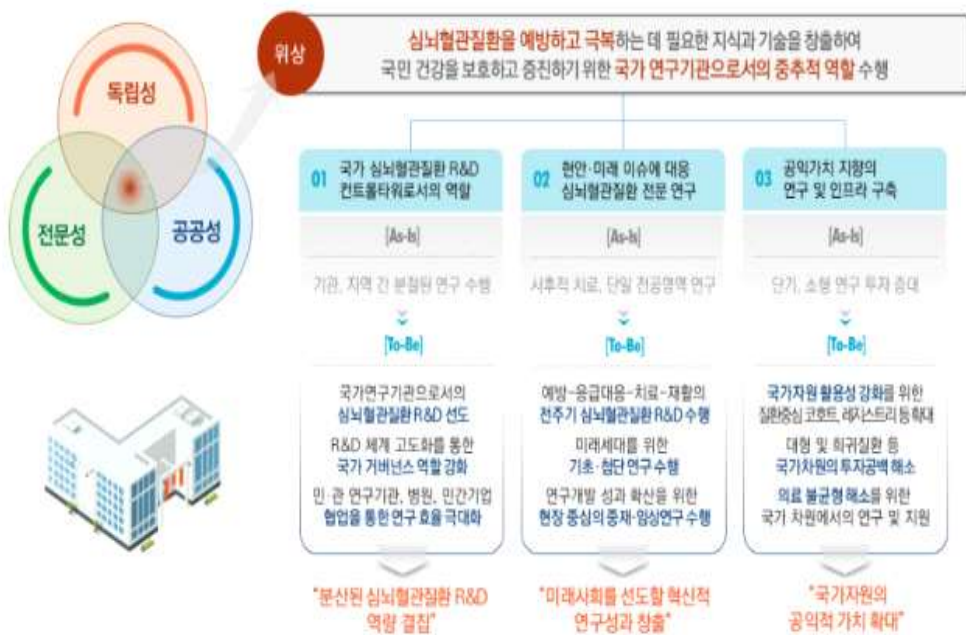 독립성
전문성
공공성
위상
심뇌혈관질환을 예방하고 극복하는 데 필요한 지식과 기술을 창출하여
국민 건강을 보호하고 증진하기 위한 국가 연구기관으로서의 중추적 역할 수행
01 국가 심뇌혈관질환 R&D
컨트롤타워로서의 역할
[As-Is]
기관, 지역 간 분절된 연구 수행
[To-Be]
국가연구기관으로서의
심뇌혈관질환 R&D 선도
R&D 체계 고도화를 통한
국가 거버넌스 역할 강화
민·관 연구기관, 병원, 민간기업
협업을 통한 연구 효율 극대화
"분산된 심뇌혈관질환 R&D
역량 결집"
02 현안·미래 이슈에 대응
심뇌혈관질환 전문 연구
[As-Is]
사후적 치료, 단일 전공영역 연구
[To-Be]
예방-응급대응-치료-재활의
전주기 심뇌혈관질환 R&D 수행
미래세대를 위한
기초·첨단 연구 수행
연구개발 성과 확산을 위한
현장 중심의 중재·임상연구 수행
"미래사회를 선도할 혁신적
연구성과 창출"
03 공익가치 지향의
연구 및 인프라 구축
[As-Is]
단기, 소형 연구 투자 증대
[To-Be]
국가자원 활용성 강화를 위한
질환중심 코호트, 레지스트리 등 확대
대형 및 희귀질환 등
국가차원의 투자공백 해소
의료 불균형 해소를 위한
국가 차원에서의 연구 및 지원
"국가자원의
공익적 가치 확대"